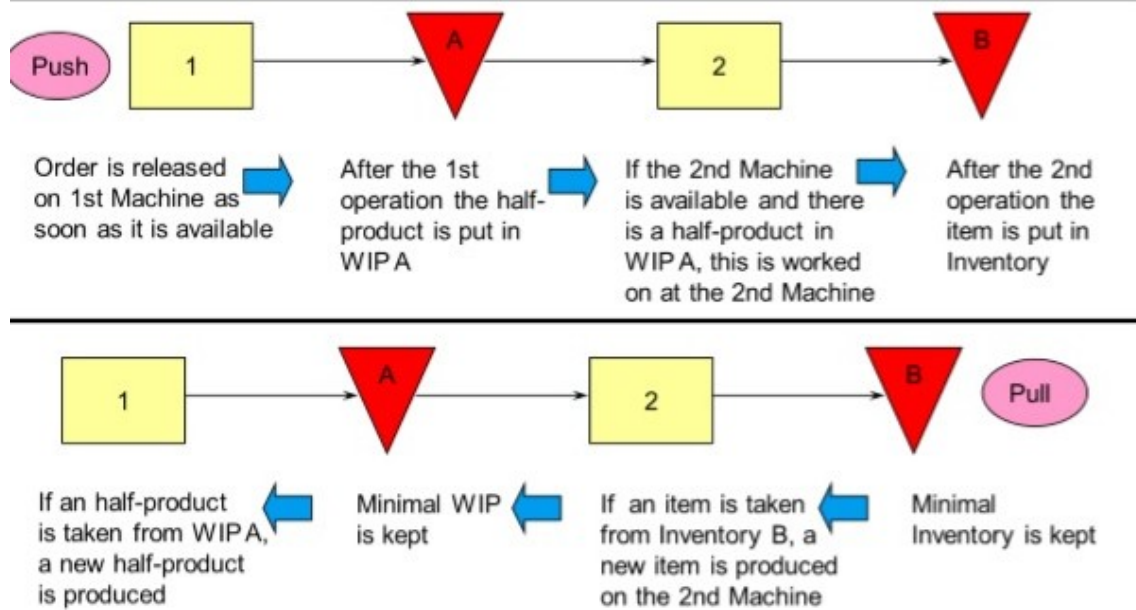 Push
1
A
2
B
Order is released
on 1st Machine as
soon as it is available
After the 1st
operation the half-
product is put in
WIP A
If the 2nd Machine
is available and there
is a half-product in
WIP A, this is worked
on at the 2nd Machine
After the 2nd
operation the
item is put in
Inventory
1
A
2
B
Pull
If an half-product
is taken from WIP A,
a new half-product
is produced
Minimal WIP
is kept
If an item is taken
from Inventory B, a
new item is produced
on the 2nd Machine
Minimal
Inventory is kept